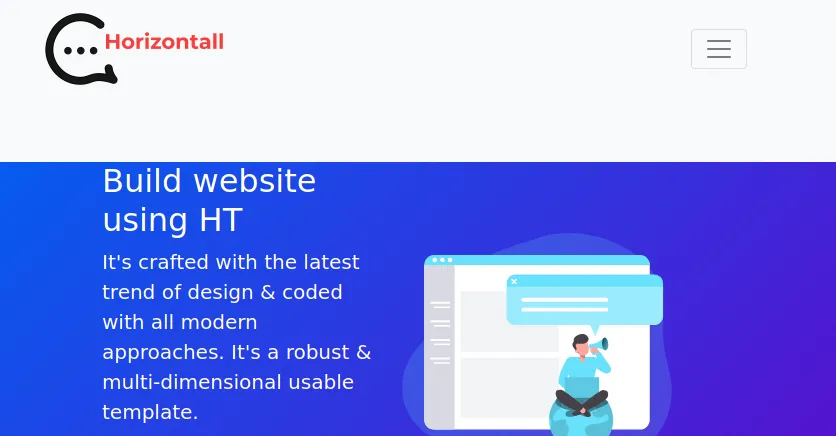 Horizontall
Build website
using HT
It's crafted with the latest
trend of design & coded
with all modern
approaches. It's a robust &
multi-dimensional usable
template.